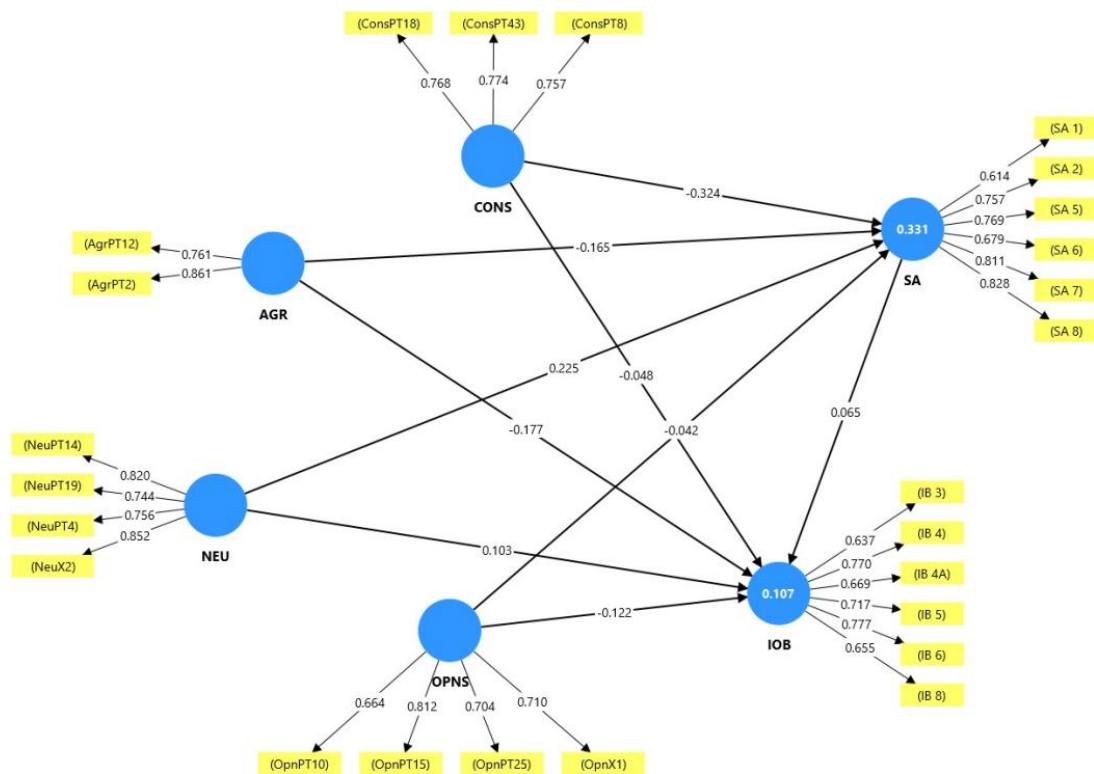 (ConsPT18)
(ConsPT43)
(ConsPT8)
0.768
0.774
0.757
CONS
-0.324
(SA 1)
(SA 2)
(SA 5)
(SA 6)
(SA 7)
(SA 8)
0.614
0.757
0.769
0.679
0.811
0.828
0.331
SA
(AgrPT12)
(AgrPT2)
0.761
0.861
AGR
-0.165
0.225
-0.048
-0.177
-0.042
0.065
(NeuPT14)
(NeuPT19)
(NeuPT4)
(NeuX2)
0.820
0.744
0.756
0.852
NEU
0.103
-0.122
(IB 3)
(IB 4)
(IB 4A)
(IB 5)
(IB 6)
(IB 8)
0.637
0.770
0.669
0.717
0.777
0.655
0.107
IOB
OPNS
0.664
0.812
0.704
0.710
(OpnPT10)
(OpnPT15)
(OpnPT25)
(OpnX1)